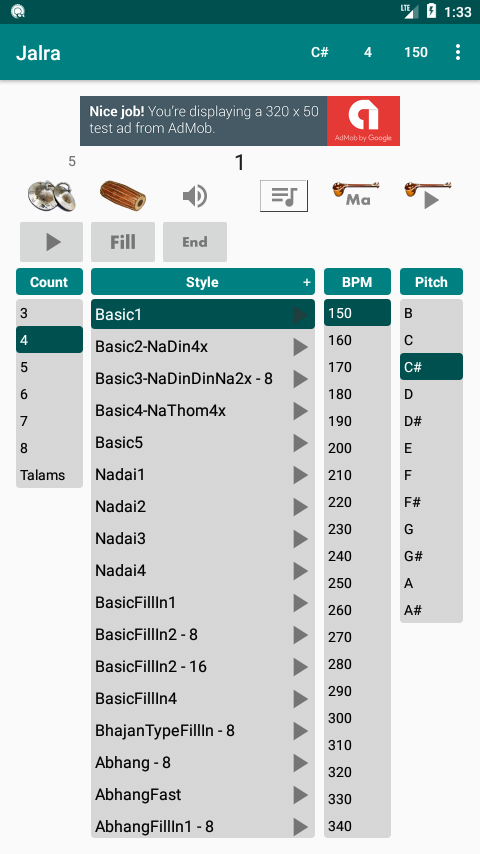 LTE 1:33
Jalra C# 4 150
Nice job! You're displaying a 320 x 50
test ad from AdMob.
AdMob by Google
5 1
Ma
Fill End
Count Style + BPM Pitch
3
4
5
6
7
8
Talams
Basic1
Basic2-NaDin4x
Basic3-NaDinDinNa2x - 8
Basic4-NaThom4x
Basic5
Nadai1
Nadai2
Nadai3
Nadai4
BasicFillIn1
BasicFillIn2 - 8
BasicFillIn2 - 16
BasicFillIn4
BhajanTypeFillIn - 8
Abhang - 8
AbhangFast
AbhangFillIn1 - 8
150
160
170
180
190
200
210
220
230
240
250
260
270
280
290
300
310
320
330
340
B
C
C#
D
D#
E
F
F#
G
G#
A
A#